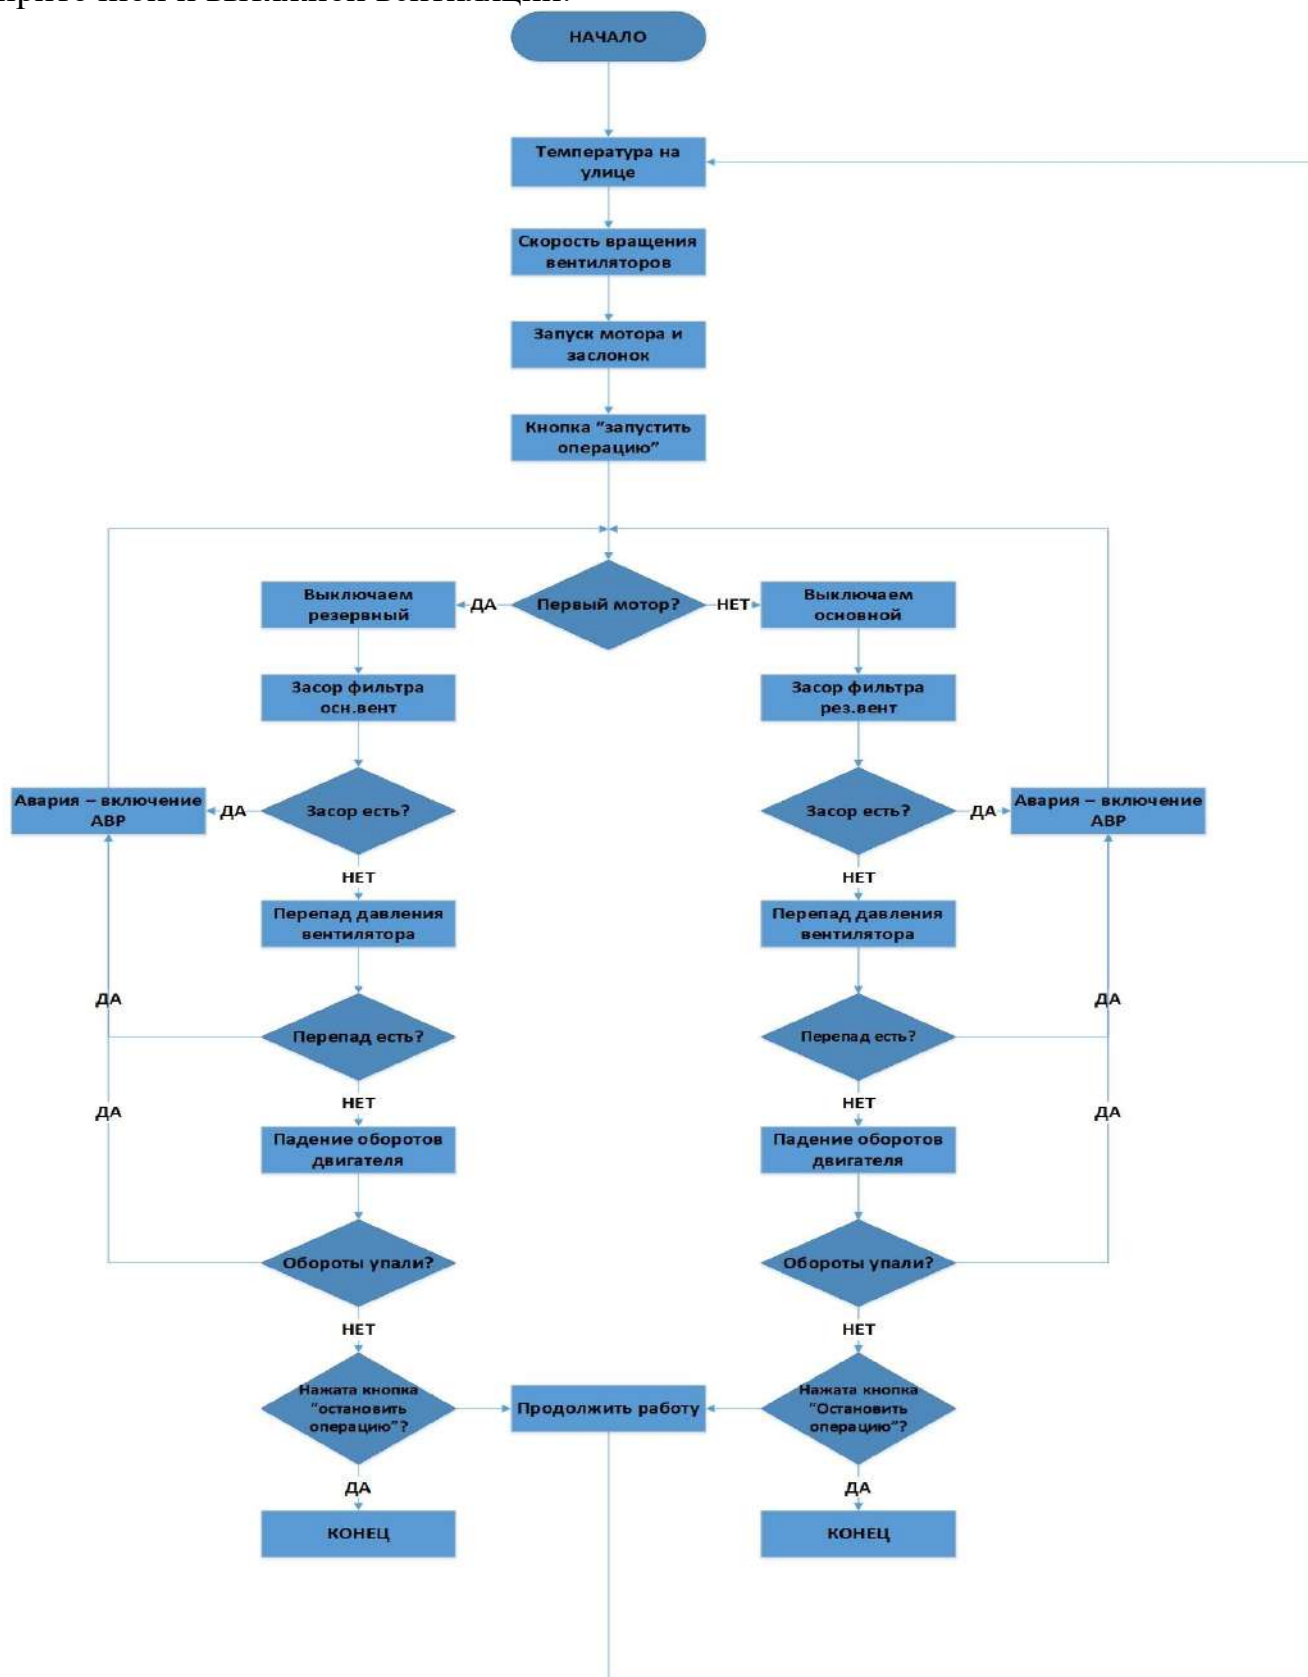 НАЧАЛО
Температура на
улице
Скорость вращения
вентиляторов
Запуск мотора и
заслонок
Кнопка “запустить
операцию”
Первый мотор?
ДА
НЕТ
Выключаем
резервный
Выключаем
основной
Засор фильтра
осн.вент
Засор фильтра
рез.вент
Авария – включение
АВР
ДА
Засор есть?
Засор есть?
ДА
Авария – включение
АВР
НЕТ
НЕТ
Перепад давления
вентилятора
Перепад давления
вентилятора
ДА
ДА
Перепад есть?
Перепад есть?
НЕТ
НЕТ
ДА
ДА
Падение оборотов
двигателя
Падение оборотов
двигателя
Обороты упали?
Обороты упали?
НЕТ
НЕТ
Нажата кнопка
“остановить
операцию”?
Продолжить работу
Нажата кнопка
“Остановить
операцию”?
ДА
ДА
КОНЕЦ
КОНЕЦ